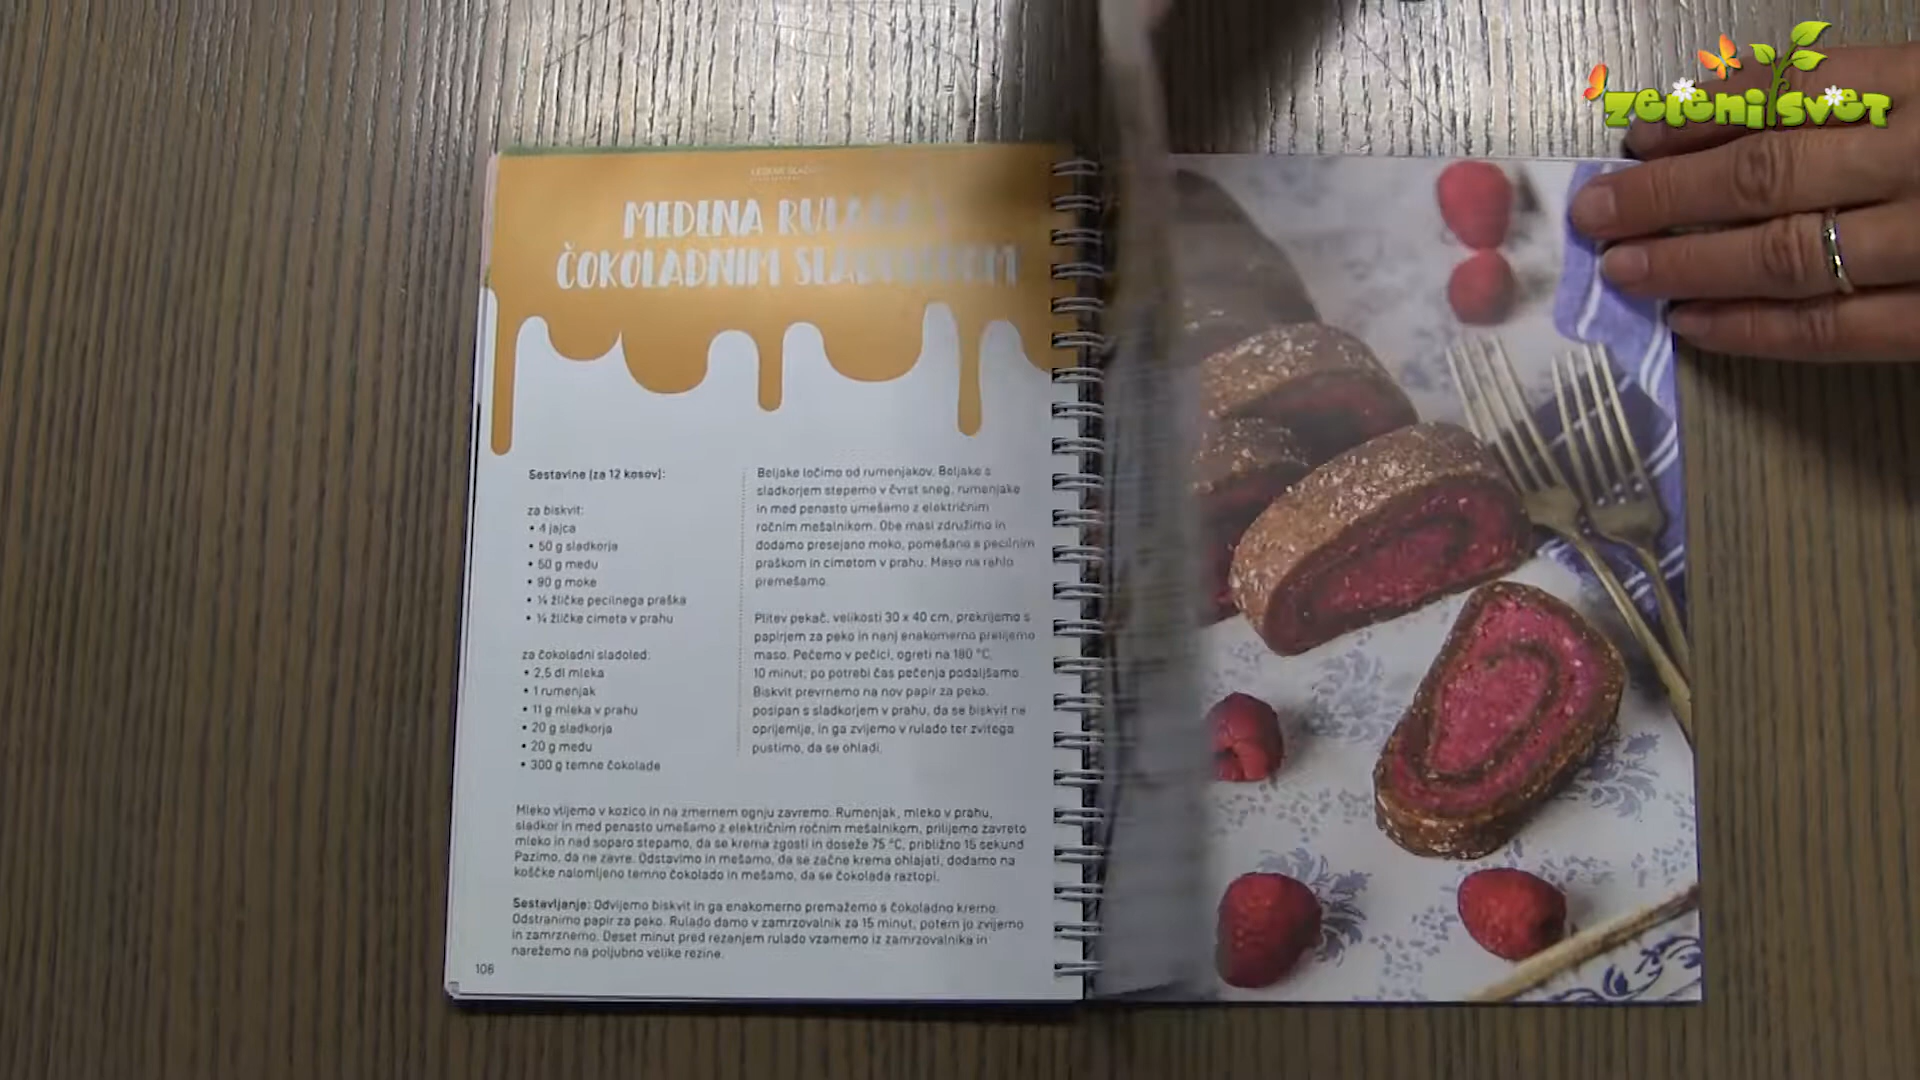 zeleni svet
MEDENA
ČOKOLADNIM SLADOLEDOM
Sestavine (za 12 kosov):
za biskvit:
• 4 jajca
• 50 g sladkorja
• 50 g medu
• 90 g moke
• ¼ žličke pecilnega praška
• ¼ žličke cimeta v prahu
za čokoladni sladoled:
• 2,5 dl mleka
• 1 rumenjak
• 11 g mleka v prahu
• 20 g sladkorja
• 20 g medu
• 300 g temne čokolade
Beljake ločimo od rumenjakov. Beljake s
sladkorjem stepemo v čvrst sneg, rumenjake
in med penasto umešamo z električnim
ročnim mešalnikom. Obe masi združimo in
dodamo presejano moko, pomešano s pecilnim
praškom in cimetom v prahu. Maso na rahlo
premešamo.
Plitev pekač, velikosti 30 x 40 cm, prekrijemo s
papirjem za peko in nanj enakomerno prelijemo
maso. Pečemo v pečici, ogreti na 180 °C,
10 minut; po potrebi čas pečenja podaljšamo.
Biskvit prevrnemo na nov papir za peko,
posipan s sladkorjem v prahu, da se biskvit ne
oprijemlje, in ga zvijemo v rulado ter zvitega
pustimo, da se ohladi.
Mleko vlijemo v kozico in na zmernem ognju zavremo. Rumenjak, mleko v prahu,
sladkor in med penasto umešamo z električnim ročnim mešalnikom, prilijemo zavreto
mleko in nad soparo stepamo, da se krema zgosti in doseže 75 °C, približno 15 sekund
Pazimo, da ne zavre. Odstavimo in mešamo, da se začne krema ohlajati, dodamo na
koščke nalomljeno temno čokolado in mešamo, da se čokolada raztopi.
Sestavljanje: Odvijemo biskvit in ga enakomerno premažemo s čokoladno kremo.
Odstranimo papir za peko. Rulado damo v zamrzovalnik za 15 minut, potem jo zvijemo
in zamrznemo. Deset minut pred rezanjem rulado vzamemo iz zamrzovalnika in
narežemo na poljubno velike rezine.
106